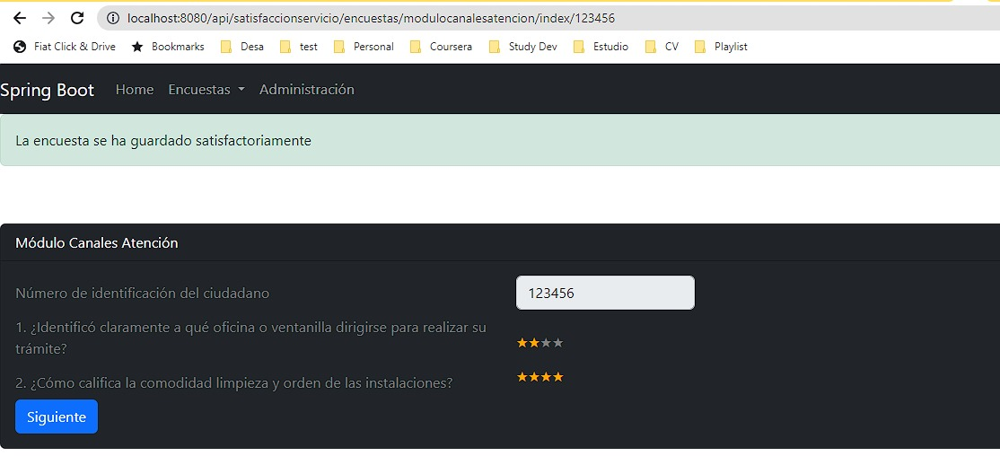 localhost:8080/api/satisfaccionservicio/encuestas/modulocanalesatencion/index/123456
Fiat Click & Drive Bookmarks Desa test Personal Coursera Study Dev Estudio CV Playlist
Spring Boot Home Encuestas Administración
La encuesta se ha guardado satisfactoriamente
Módulo Canales Atención
Número de identificación del ciudadano 123456
1. ¿Identificó claramente a qué oficina o ventanilla dirigirse para realizar su
trámite?
2. ¿Cómo califica la comodidad limpieza y orden de las instalaciones?
Siguiente